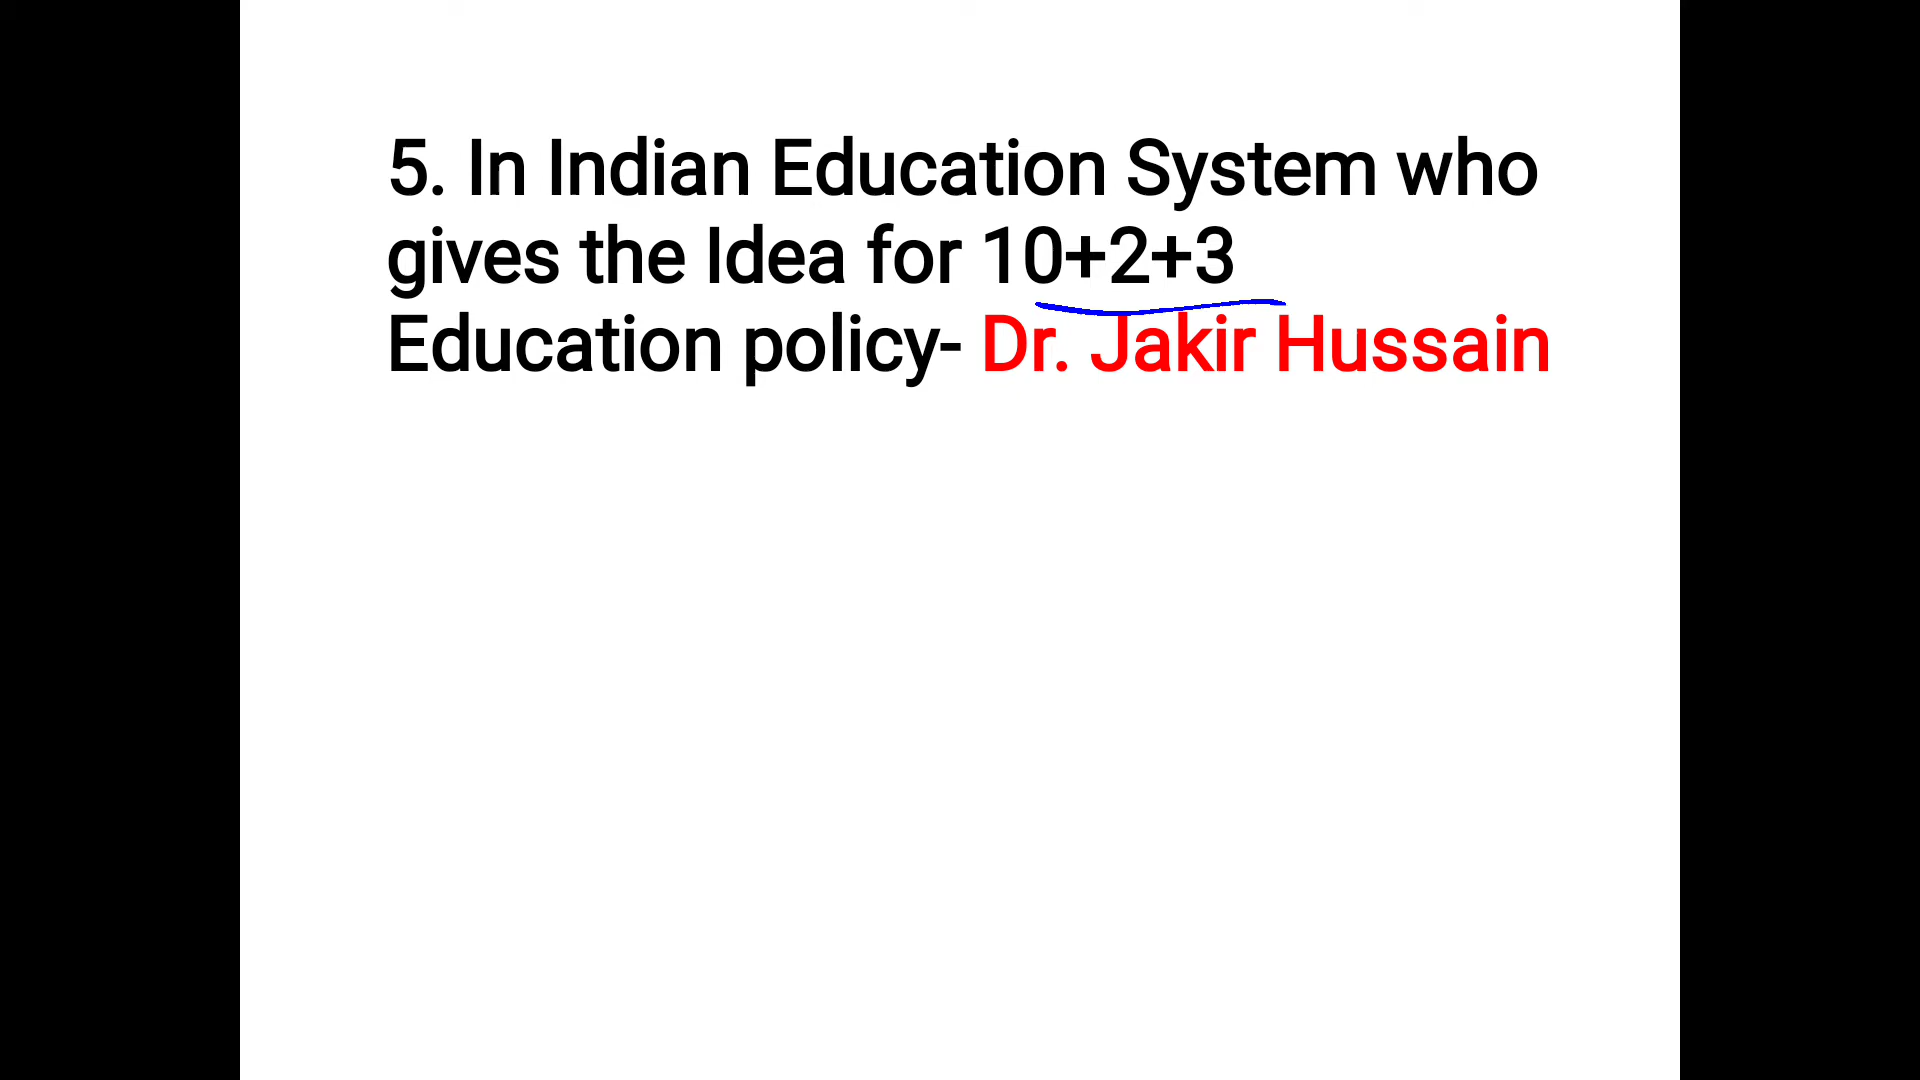 5. In Indian Education System who
gives the Idea for 10+2+3
Education policy- Dr. Jakir Hussain